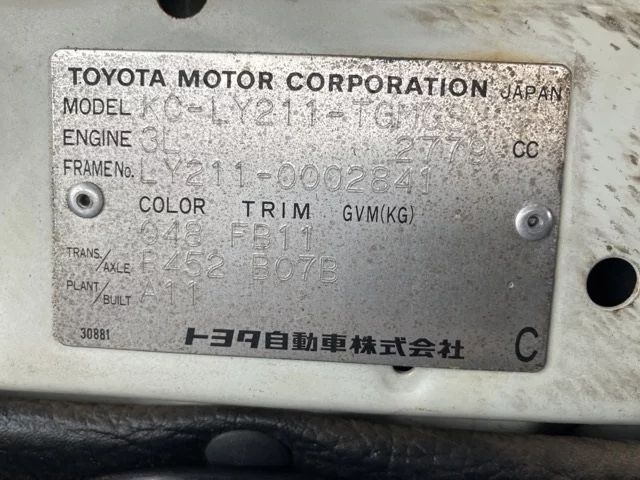 TOYOTA MOTOR CORPORATION JAPAN
MODEL KC-LY211-TGMGS
ENGINE 3L 2779 CC
FRAME No. LY211-0002841
COLOR TRIM GVM(KG)
048 FB11
TRANS./AXLE R452 B07B
PLANT/BUILT A11
30881 トヨタ自動車株式会社 C